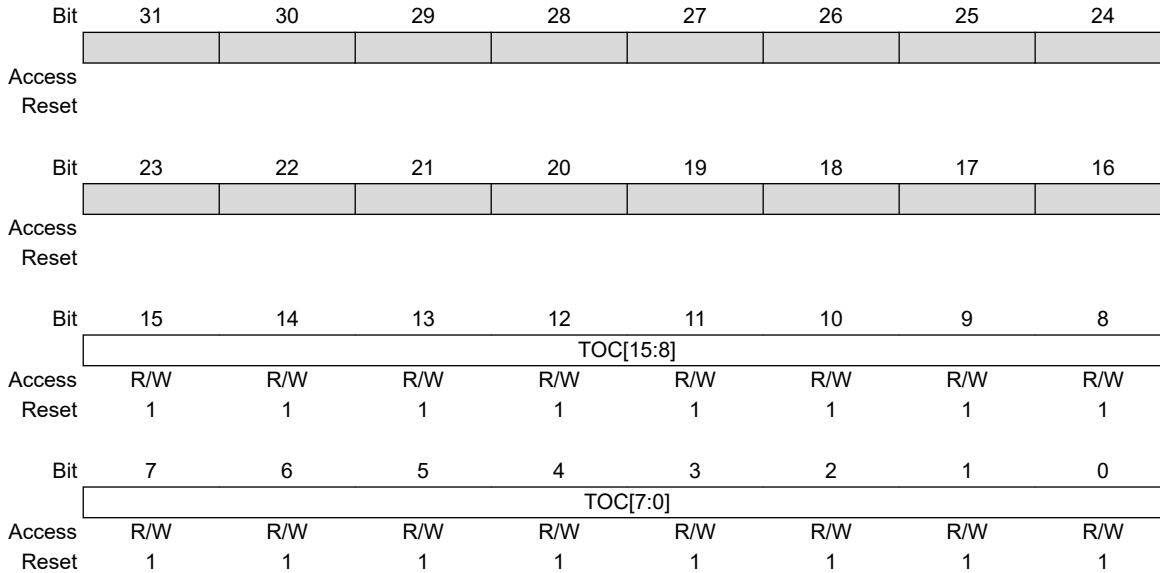 Bit 31 30 29 28 27 26 25 24
Access
Reset
Bit 23 22 21 20 19 18 17 16
Access
Reset
Bit 15 14 13 12 11 10 9 8
TOC[15:8]
Access R/W R/W R/W R/W R/W R/W R/W R/W
Reset 1 1 1 1 1 1 1 1
Bit 7 6 5 4 3 2 1 0
TOC[7:0]
Access R/W R/W R/W R/W R/W R/W R/W R/W
Reset 1 1 1 1 1 1 1 1